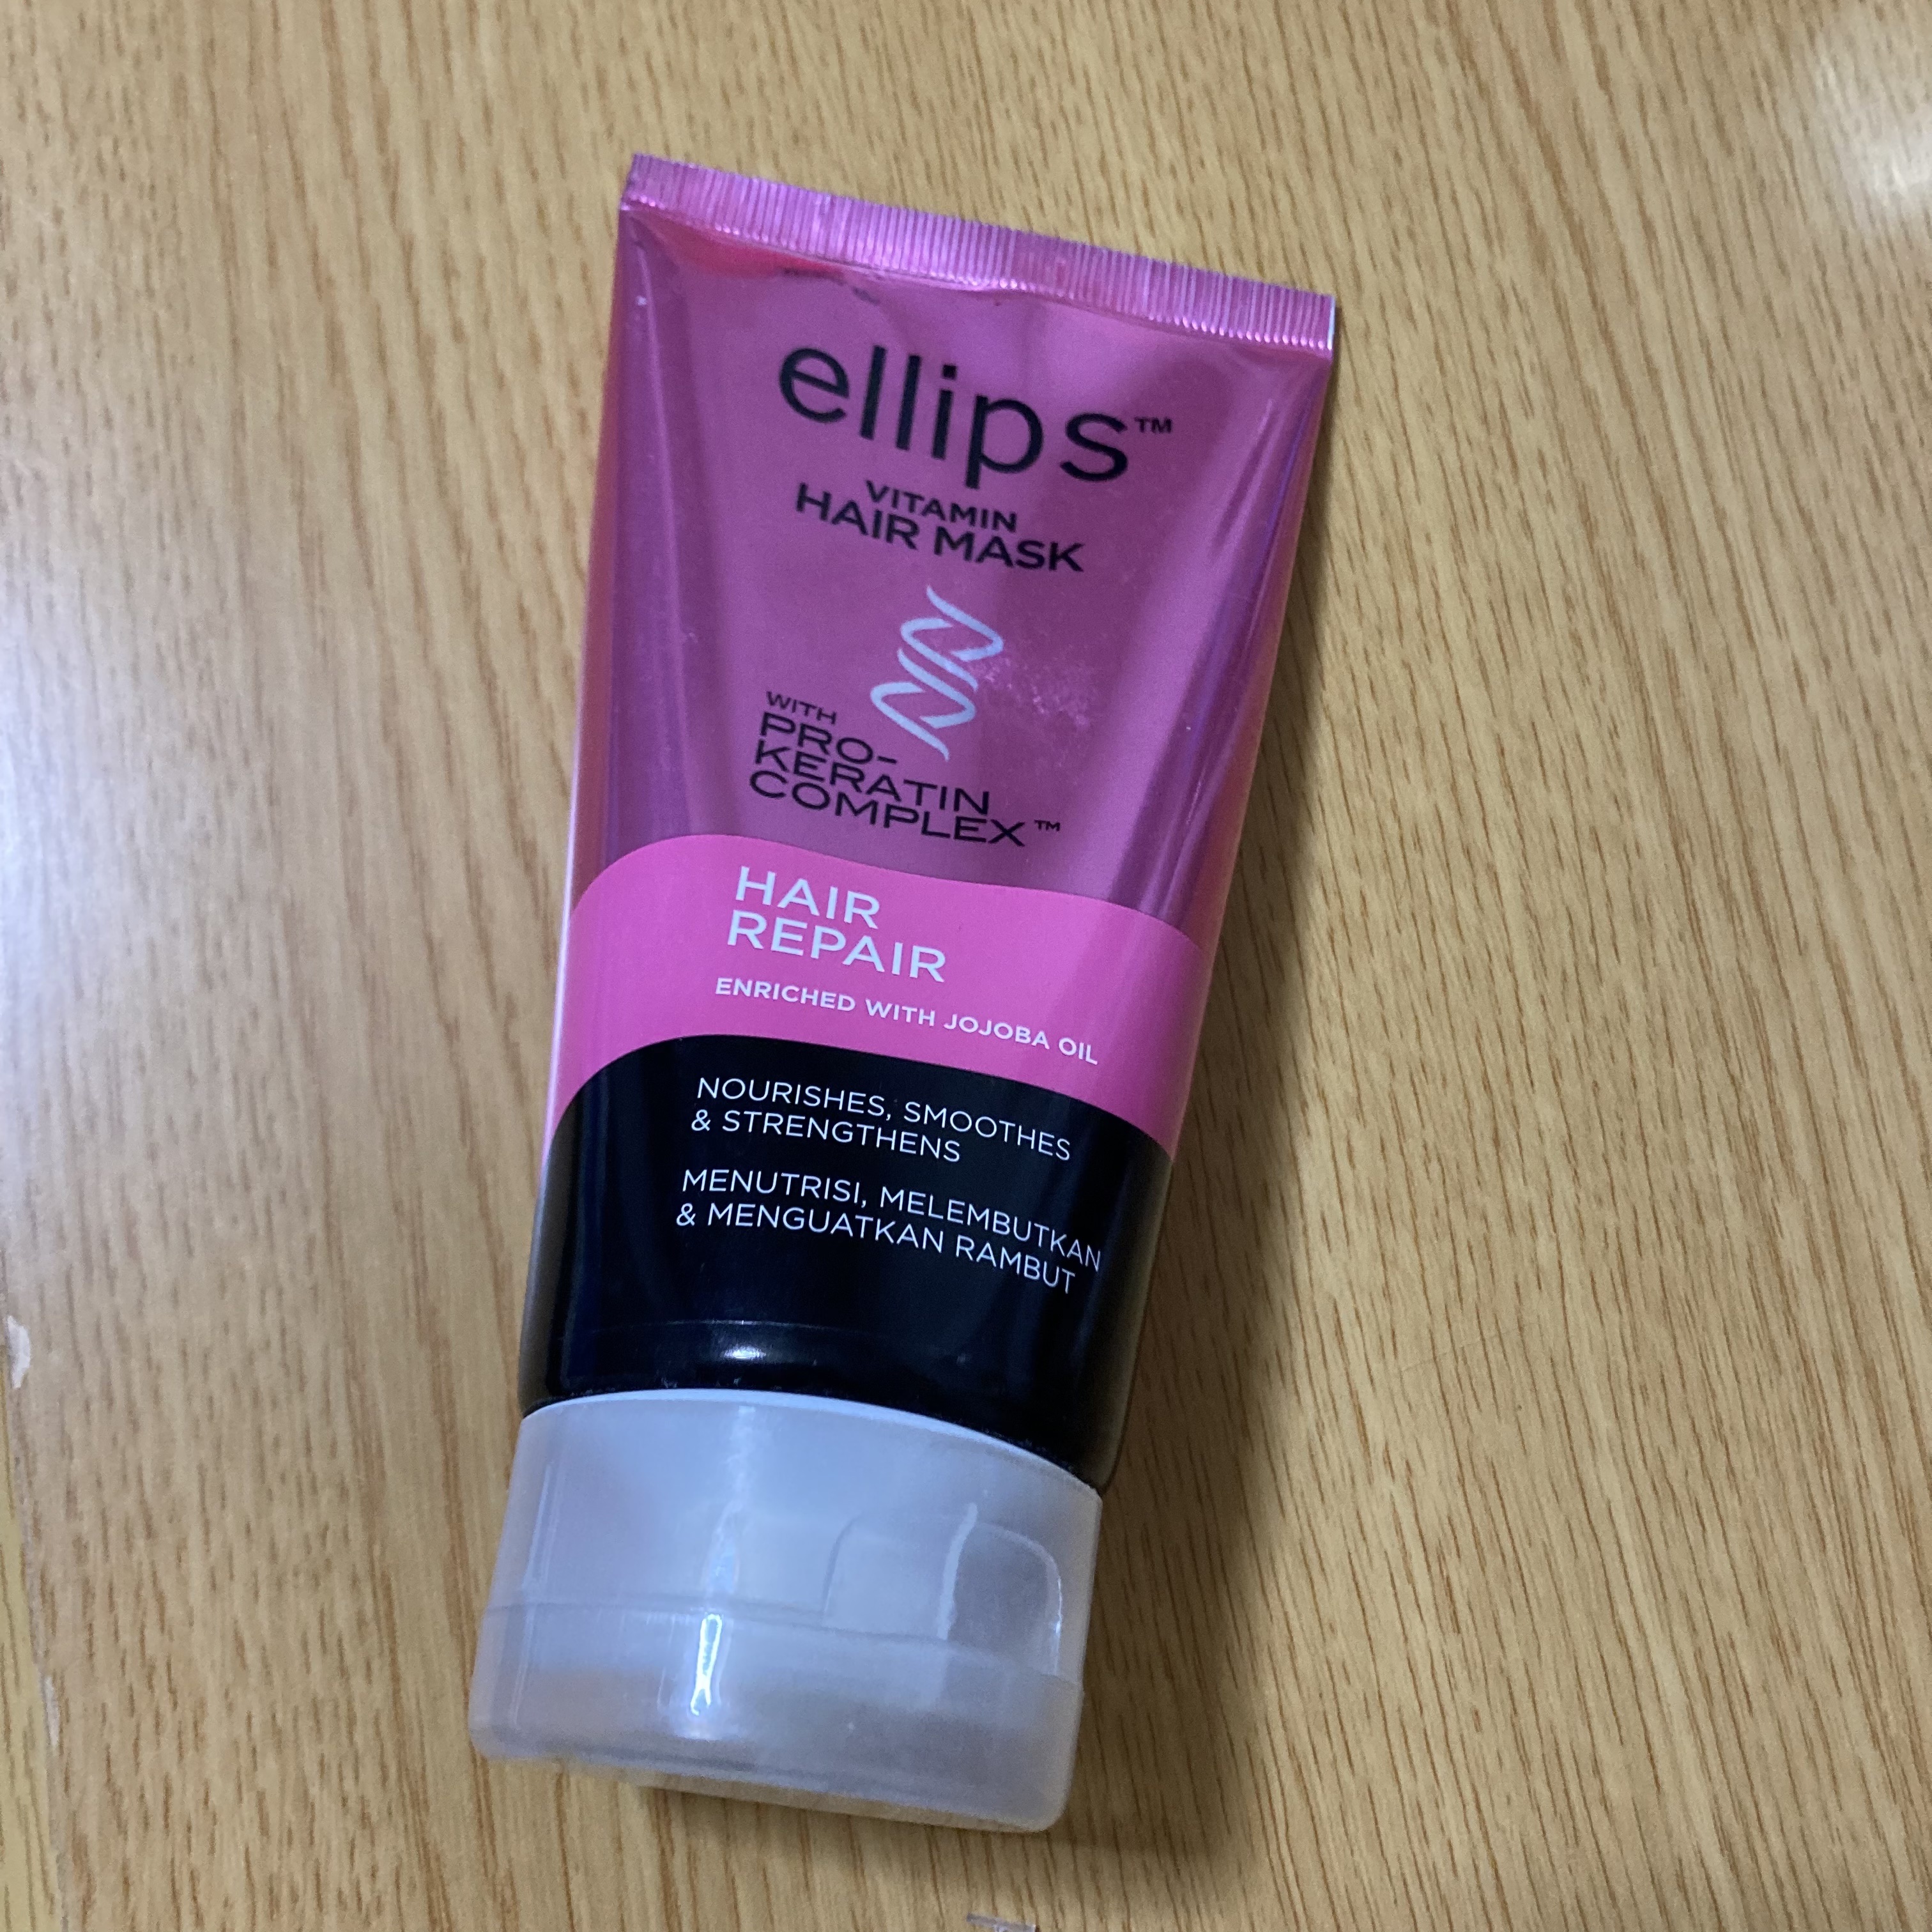 ellips™
VITAMIN
HAIR MASK
WITH
PRO-
KERATIN
COMPLEX™
HAIR
REPAIR
ENRICHED WITH JOJOBA OIL
NOURISHES, SMOOTHES
& STRENGTHENS
MENUTRISI, MELEMBUTKAN
& MENGUATKAN RAMBUT